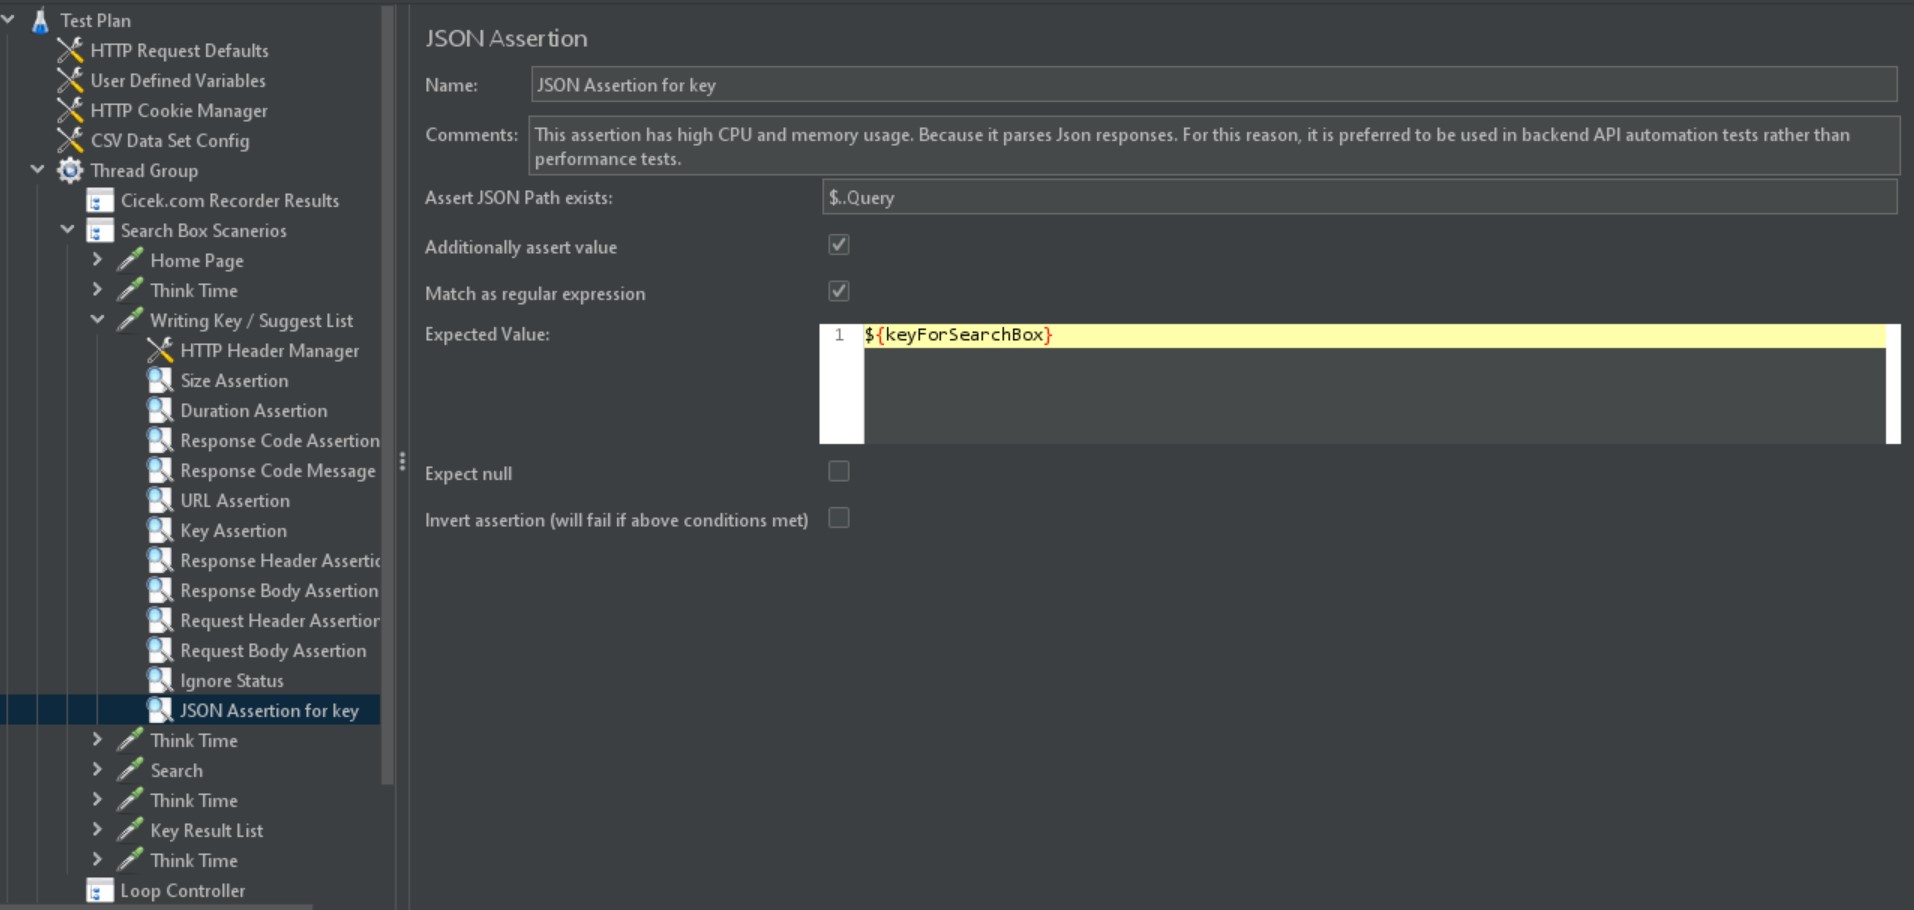 Test Plan
HTTP Request Defaults
User Defined Variables
HTTP Cookie Manager
CSV Data Set Config
Thread Group
Cicek.com Recorder Results
Search Box Scanerios
Home Page
Think Time
Writing Key / Suggest List
HTTP Header Manager
Size Assertion
Duration Assertion
Response Code Assertion
Response Code Message
URL Assertion
Key Assertion
Response Header Assertic
Response Body Assertion
Request Header Assertior
Request Body Assertion
Ignore Status
JSON Assertion for key
Think Time
Search
Think Time
Key Result List
Think Time
Loop Controller
JSON Assertion
Name: JSON Assertion for key
Comments: This assertion has high CPU and memory usage. Because it parses Json responses. For this reason, it is preferred to be used in backend API automation tests rather than
performance tests.
Assert JSON Path exists: $..Query
Additionally assert value
Match as regular expression
Expected Value: 1 ${keyForSearchBox}
Expect null
Invert assertion (will fail if above conditions met)